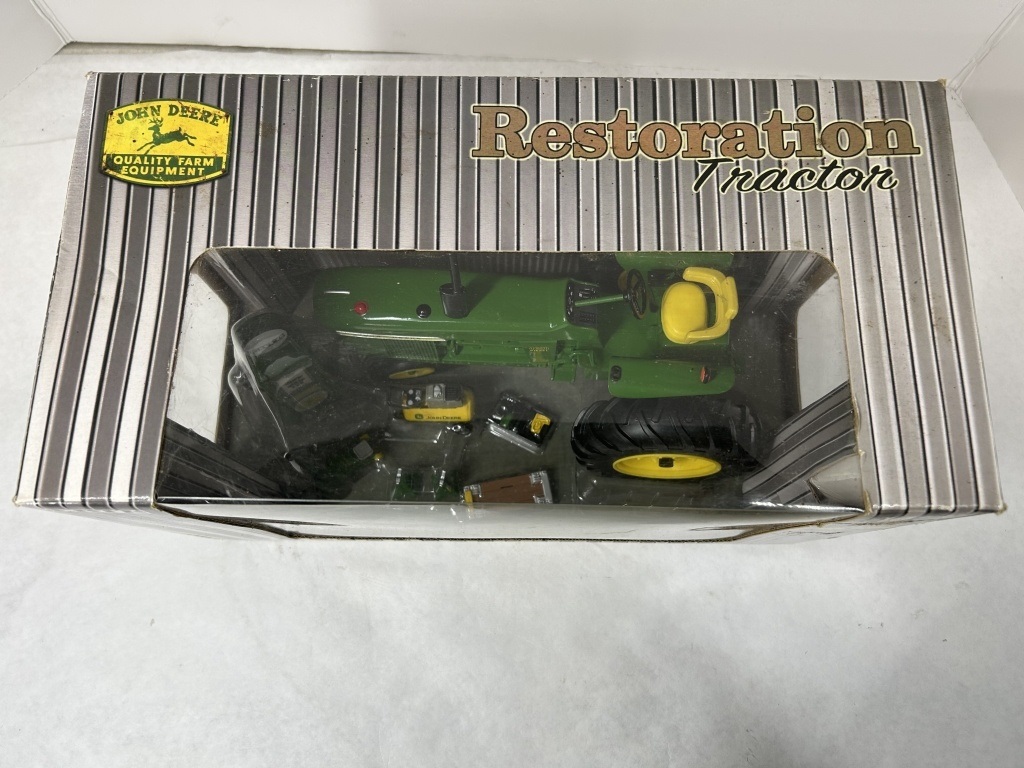 JOHN DEERE
QUALITY FARM
EQUIPMENT
Restoration
Tractor
JOHN DEERE